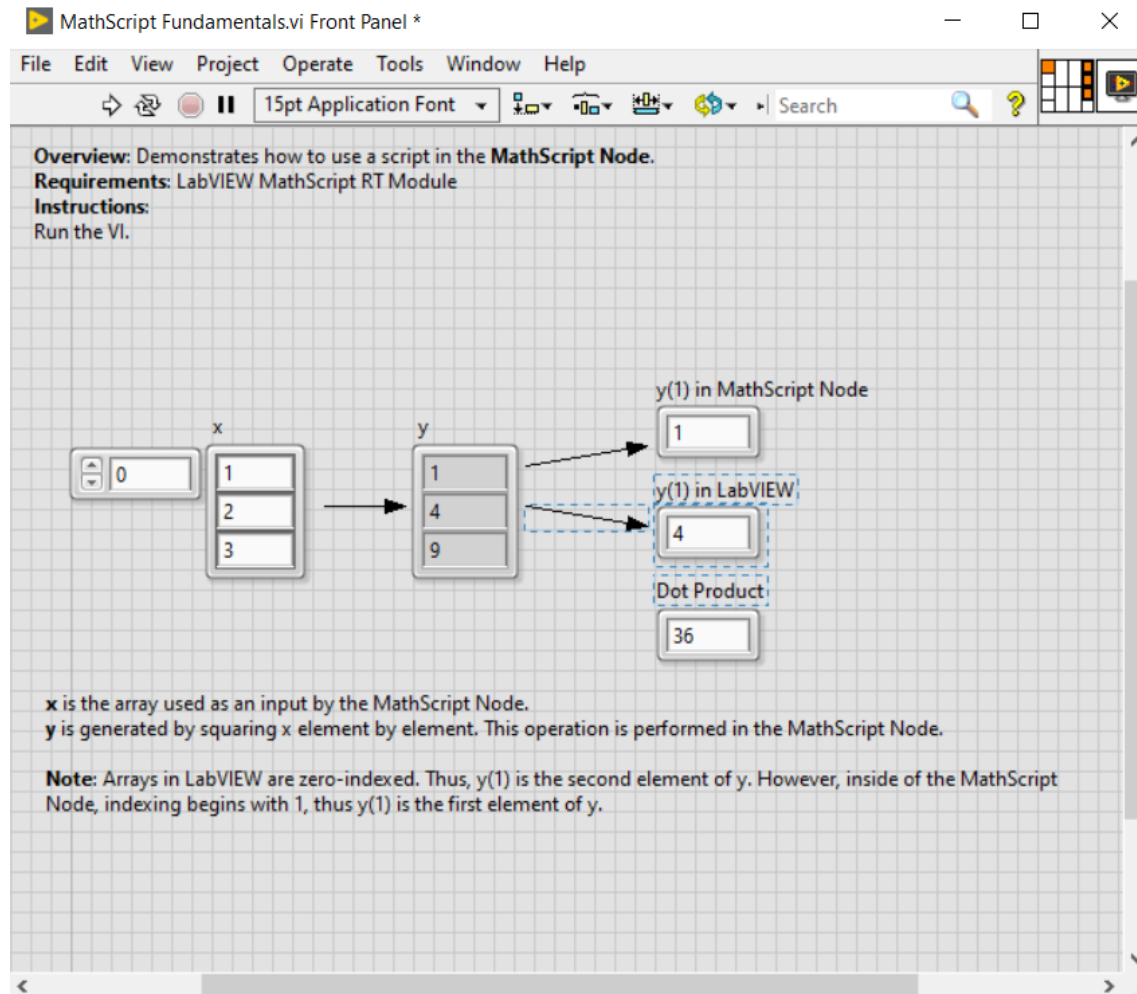 MathScript Fundamentals.vi Front Panel *
File Edit View Project Operate Tools Window Help
15pt Application Font Search
Overview: Demonstrates how to use a script in the MathScript Node.
Requirements: LabVIEW MathScript RT Module
Instructions:
Run the VI.
y(1) in MathScript Node
1
x
y
0
1
2
3
1
4
9
y(1) in LabVIEW
4
Dot Product
36
x is the array used as an input by the MathScript Node.
y is generated by squaring x element by element. This operation is performed in the MathScript Node.
Note: Arrays in LabVIEW are zero-indexed. Thus, y(1) is the second element of y. However, inside of the MathScript
Node, indexing begins with 1, thus y(1) is the first element of y.